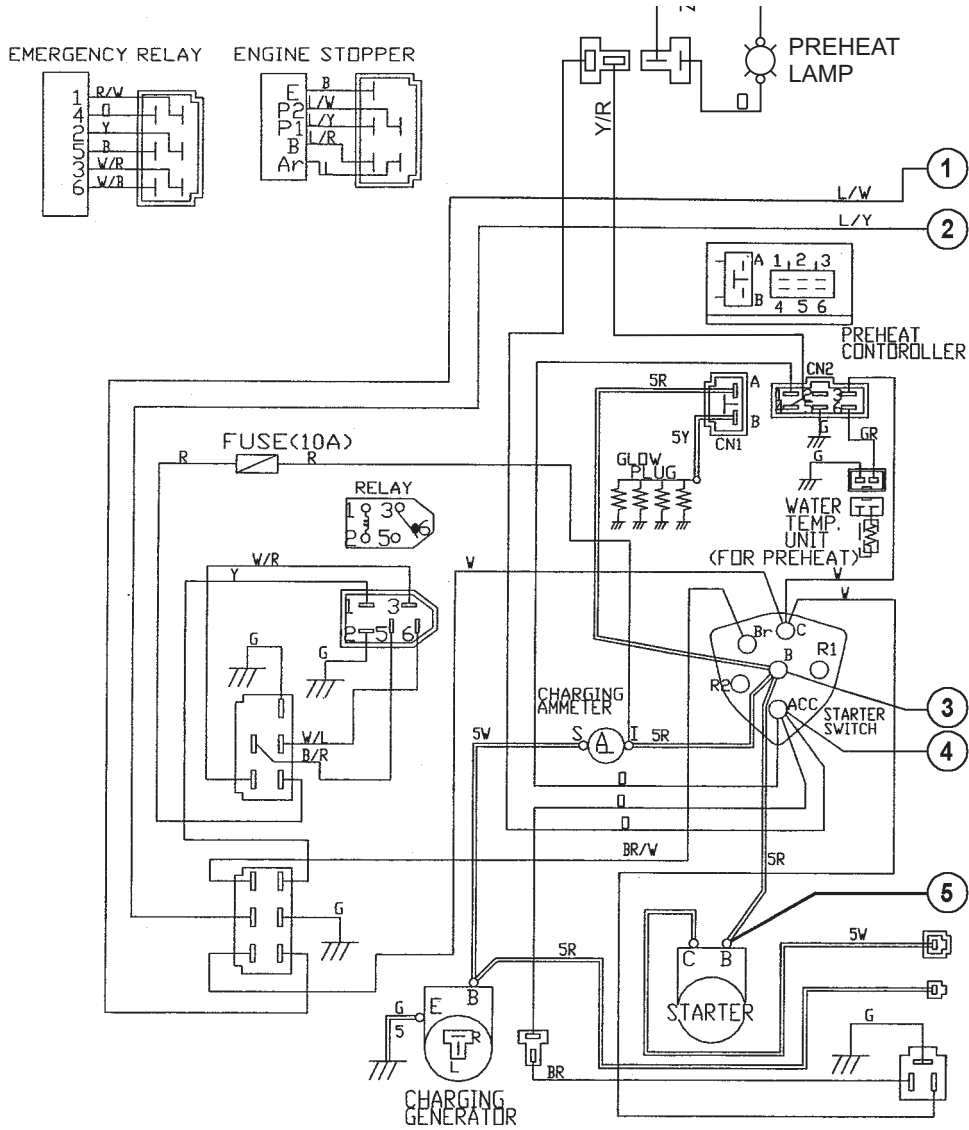 EMERGENCY RELAY
ENGINE STOPPER
PREHEAT
LAMP
Y/R
1
4
2
5
3
6
R/W
O
Y
B
W/R
W/B
E
P2
P1
B
Ar
B
L/W
L/Y
L/R
L
1
L/W
2
L/Y
A 1 2 3
B 4 5 6
PREHEAT
CONTOROLLER
CN2
5R
A
B
CN1
5Y
G
GR
G
FUSE(10A)
R
R
GLOW
PLUG
RELAY
1 3
2 5 6
WATER
TEMP.
UNIT
(FOR PREHEAT)
W/R
Y
W
W
W
1 3
2 5 6
G
G
Br
C
B
R1
R2
ACC
STARTER
SWITCH
3
4
CHARGING
AMMETER
S
A
I
5W
5R
W/L
B/R
BR/W
5R
G
5
5W
5R
C B
STARTER
G
5
E
B
R
L
BR
G
CHARGING
GENERATOR